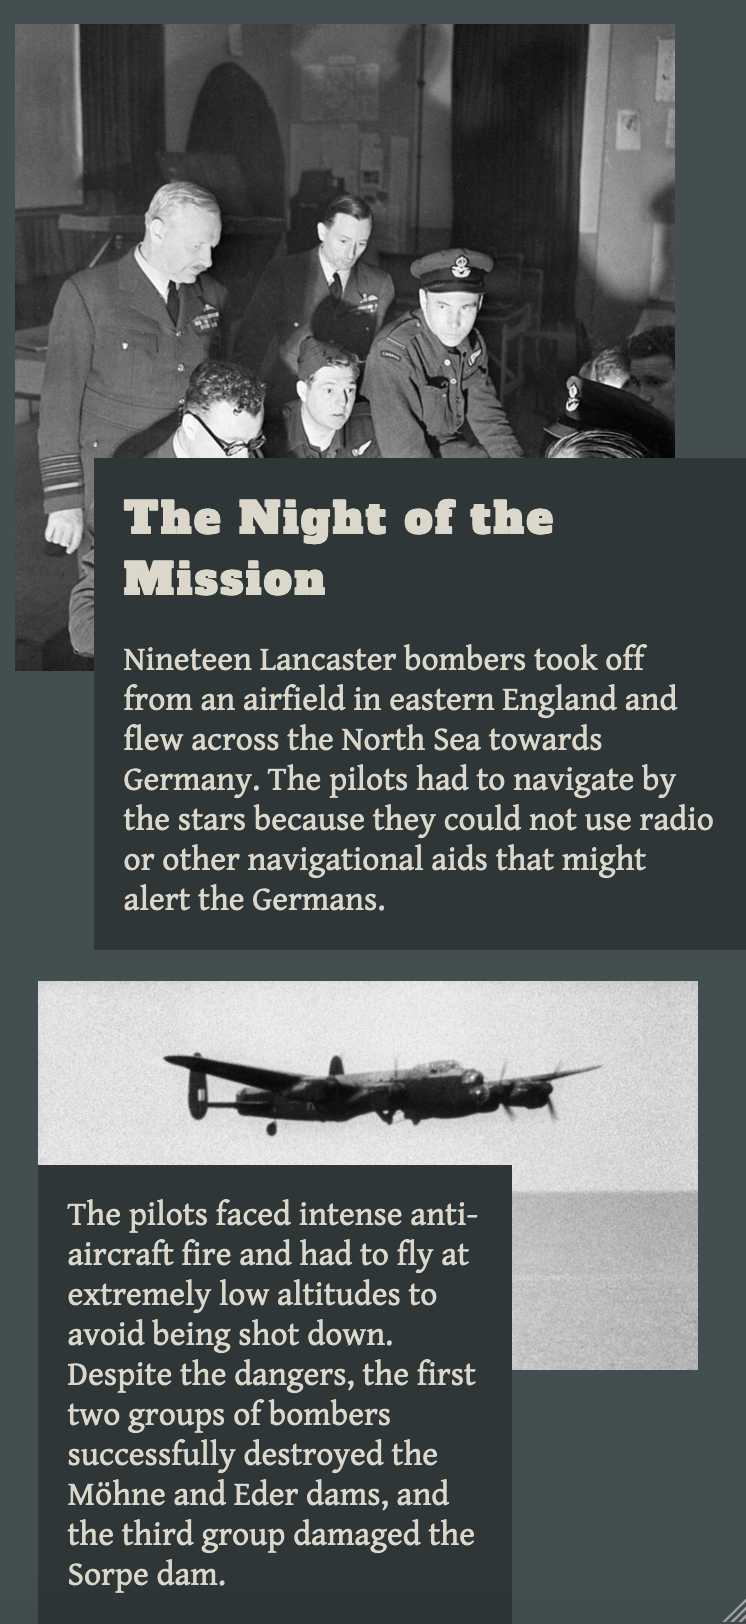 The Night of the
Mission
Nineteen Lancaster bombers took off
from an airfield in eastern England and
flew across the North Sea towards
Germany. The pilots had to navigate by
the stars because they could not use radio
or other navigational aids that might
alert the Germans.
The pilots faced intense anti-
aircraft fire and had to fly at
extremely low altitudes to
avoid being shot down.
Despite the dangers, the first
two groups of bombers
successfully destroyed the
Möhne and Eder dams, and
the third group damaged the
Sorpe dam.